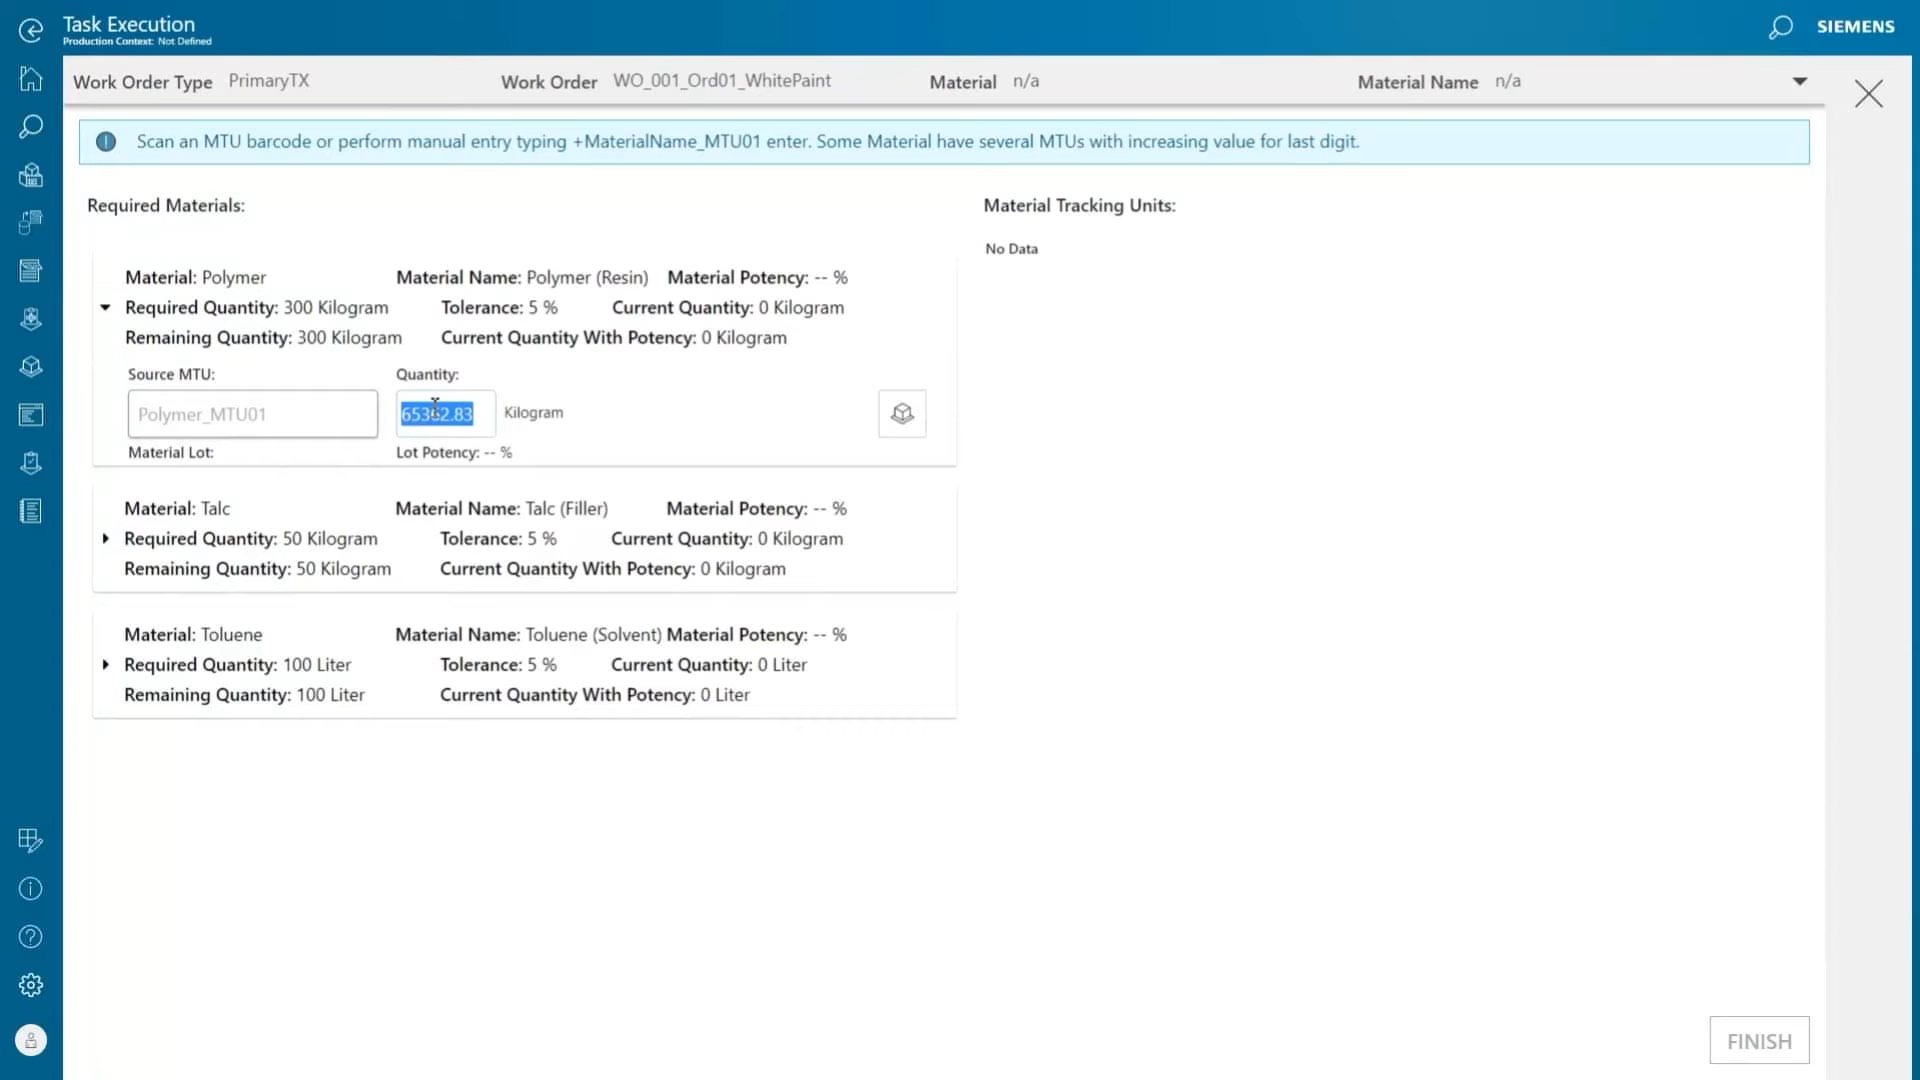 Task Execution
Production Context: Not Defined
SIEMENS
Work Order Type PrimaryTX Work Order WO_001_Ord01_WhitePaint Material n/a Material Name n/a
Scan an MTU barcode or perform manual entry typing +MaterialName_MTU01 enter. Some Material have several MTUs with increasing value for last digit.
Required Materials:
Material: Polymer Material Name: Polymer (Resin) Material Potency: -- %
Required Quantity: 300 Kilogram Tolerance: 5 % Current Quantity: 0 Kilogram
Remaining Quantity: 300 Kilogram Current Quantity With Potency: 0 Kilogram
Source MTU: Quantity:
Polymer_MTU01 Kilogram
Material Lot: Lot Potency: -- %
Material: Talc Material Name: Talc (Filler) Material Potency: -- %
Required Quantity: 50 Kilogram Tolerance: 5 % Current Quantity: 0 Kilogram
Remaining Quantity: 50 Kilogram Current Quantity With Potency: 0 Kilogram
Material: Toluene Material Name: Toluene (Solvent) Material Potency: -- %
Required Quantity: 100 Liter Tolerance: 5 % Current Quantity: 0 Liter
Remaining Quantity: 100 Liter Current Quantity With Potency: 0 Liter
Material Tracking Units:
No Data
FINISH